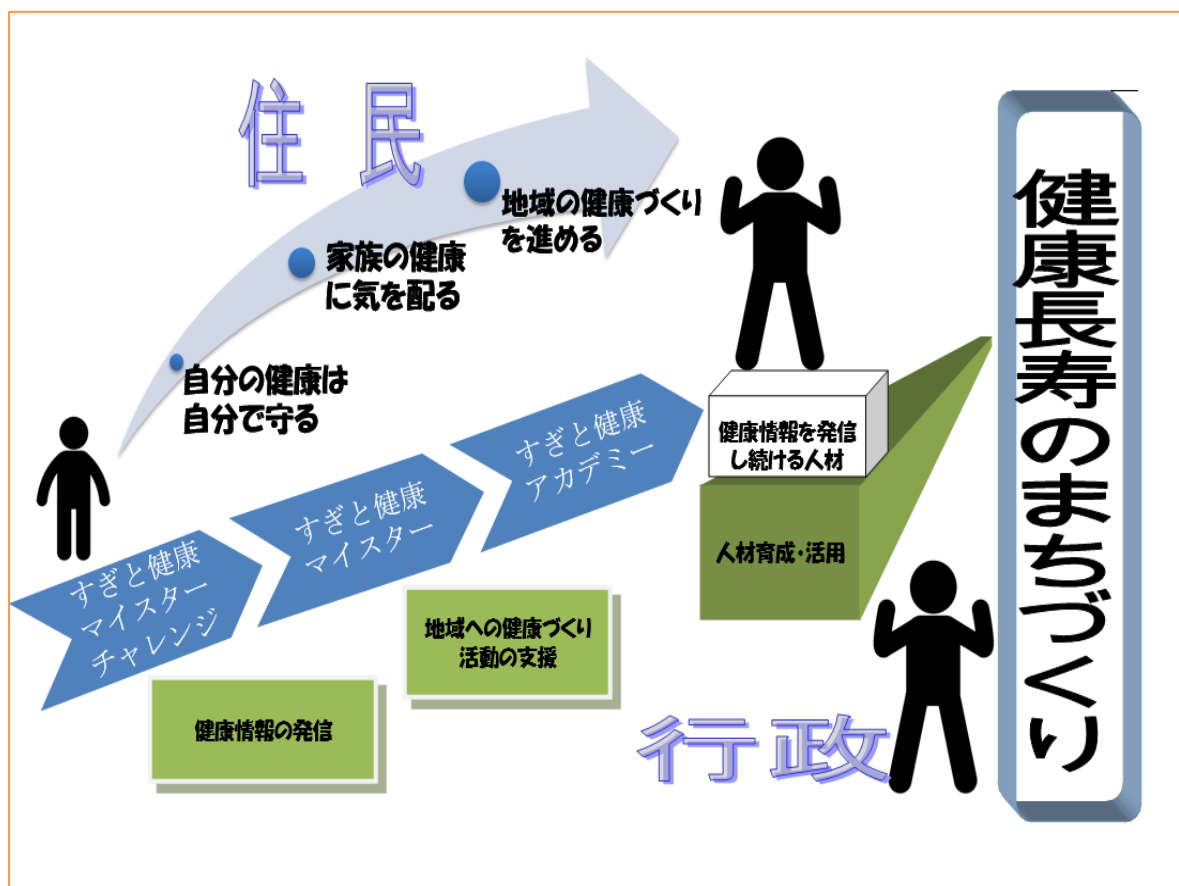 住民
地域の健康づくり
を進める
家族の健康
に気を配る
自分の健康は
自分で守る
すぎと健康
マイスター
チャレンジ
すぎと健康
マイスター
すぎと健康
アカデミー
健康情報を発信
し続ける人材
人材育成・活用
地域への健康づくり
活動の支援
健康情報の発信
行政
健康長寿のまちづくり